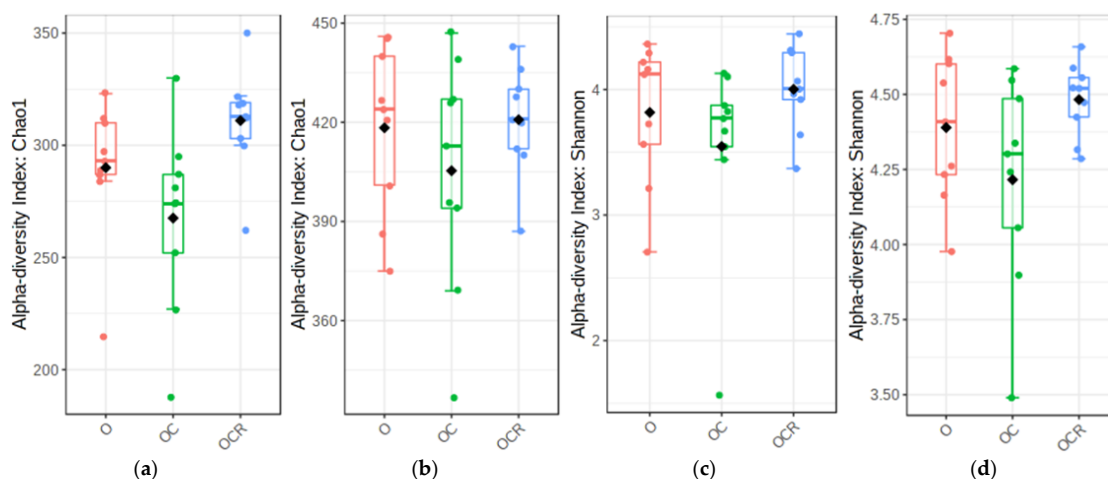 Alpha-diversity Index: Chao1
350
300
250
200
O
OC
OCR
(a)
Alpha-diversity Index: Chao1
450
420
390
360
O
OC
OCR
(b)
Alpha-diversity Index: Shannon
4
3
2
O
OC
OCR
(c)
Alpha-diversity Index: Shannon
4.75
4.50
4.25
4.00
3.75
3.50
O
OC
OCR
(d)